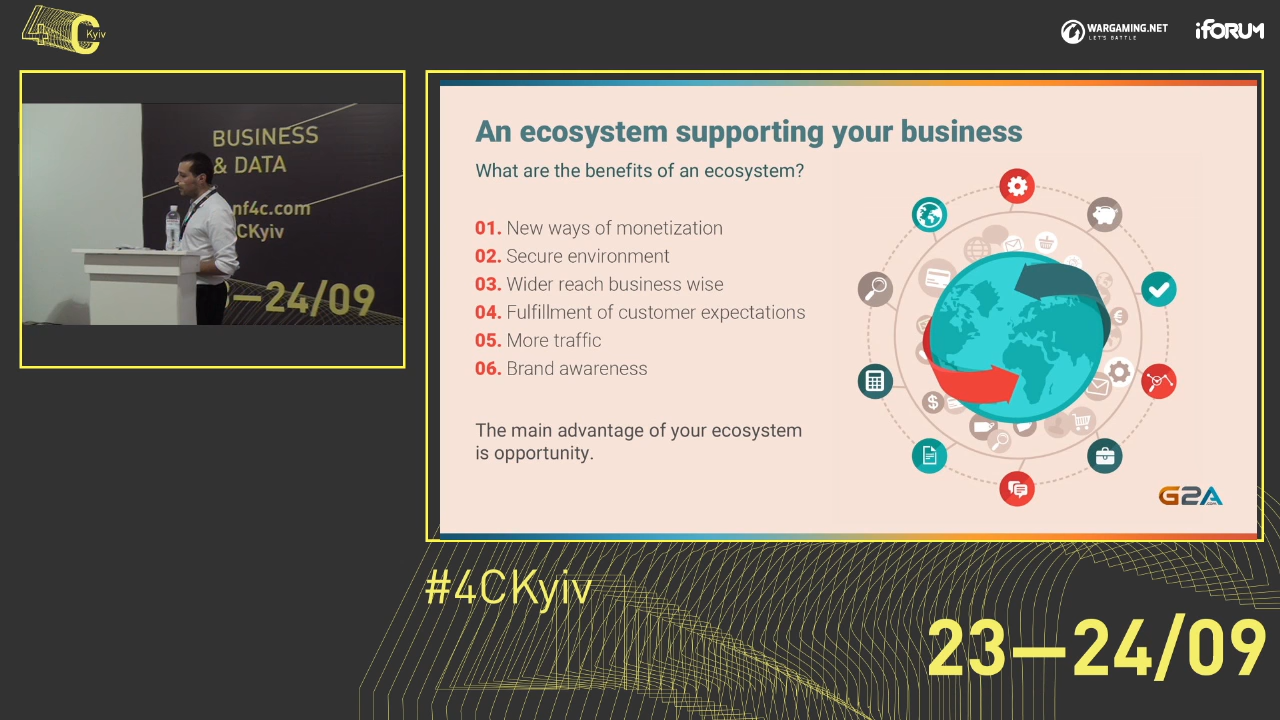 4C Kyiv
WARGAMING.NET
LET'S BATTLE
iFORUM
BUSINESS
& DATA
nf4c.com
CKyiv
—24/09
An ecosystem supporting your business
What are the benefits of an ecosystem?
01. New ways of monetization
02. Secure environment
03. Wider reach business wise
04. Fulfillment of customer expectations
05. More traffic
06. Brand awareness
The main advantage of your ecosystem
is opportunity.
G2A
.COM
#4CKyiv
23—24/09